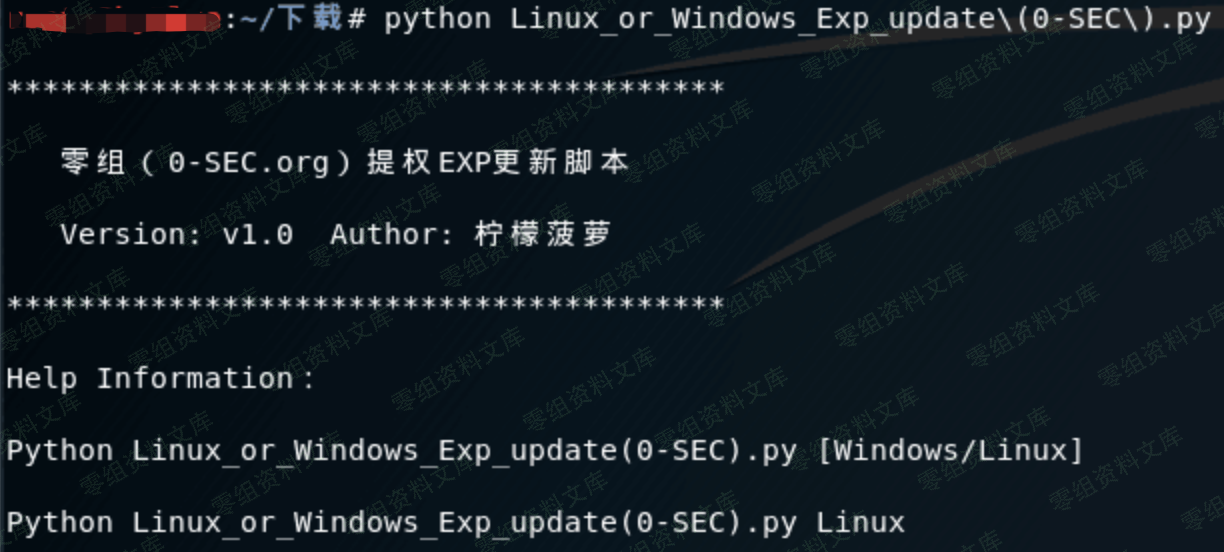 :~/下载# python Linux_or_Windows_Exp_update\(0-SEC\).py
****************************************
零组（0-SEC.org）提权EXP更新脚本
Version: v1.0  Author: 柠檬菠萝
****************************************
Help Information：
Python Linux_or_Windows_Exp_update(0-SEC).py [Windows/Linux]
Python Linux_or_Windows_Exp_update(0-SEC).py Linux
零组资料文库